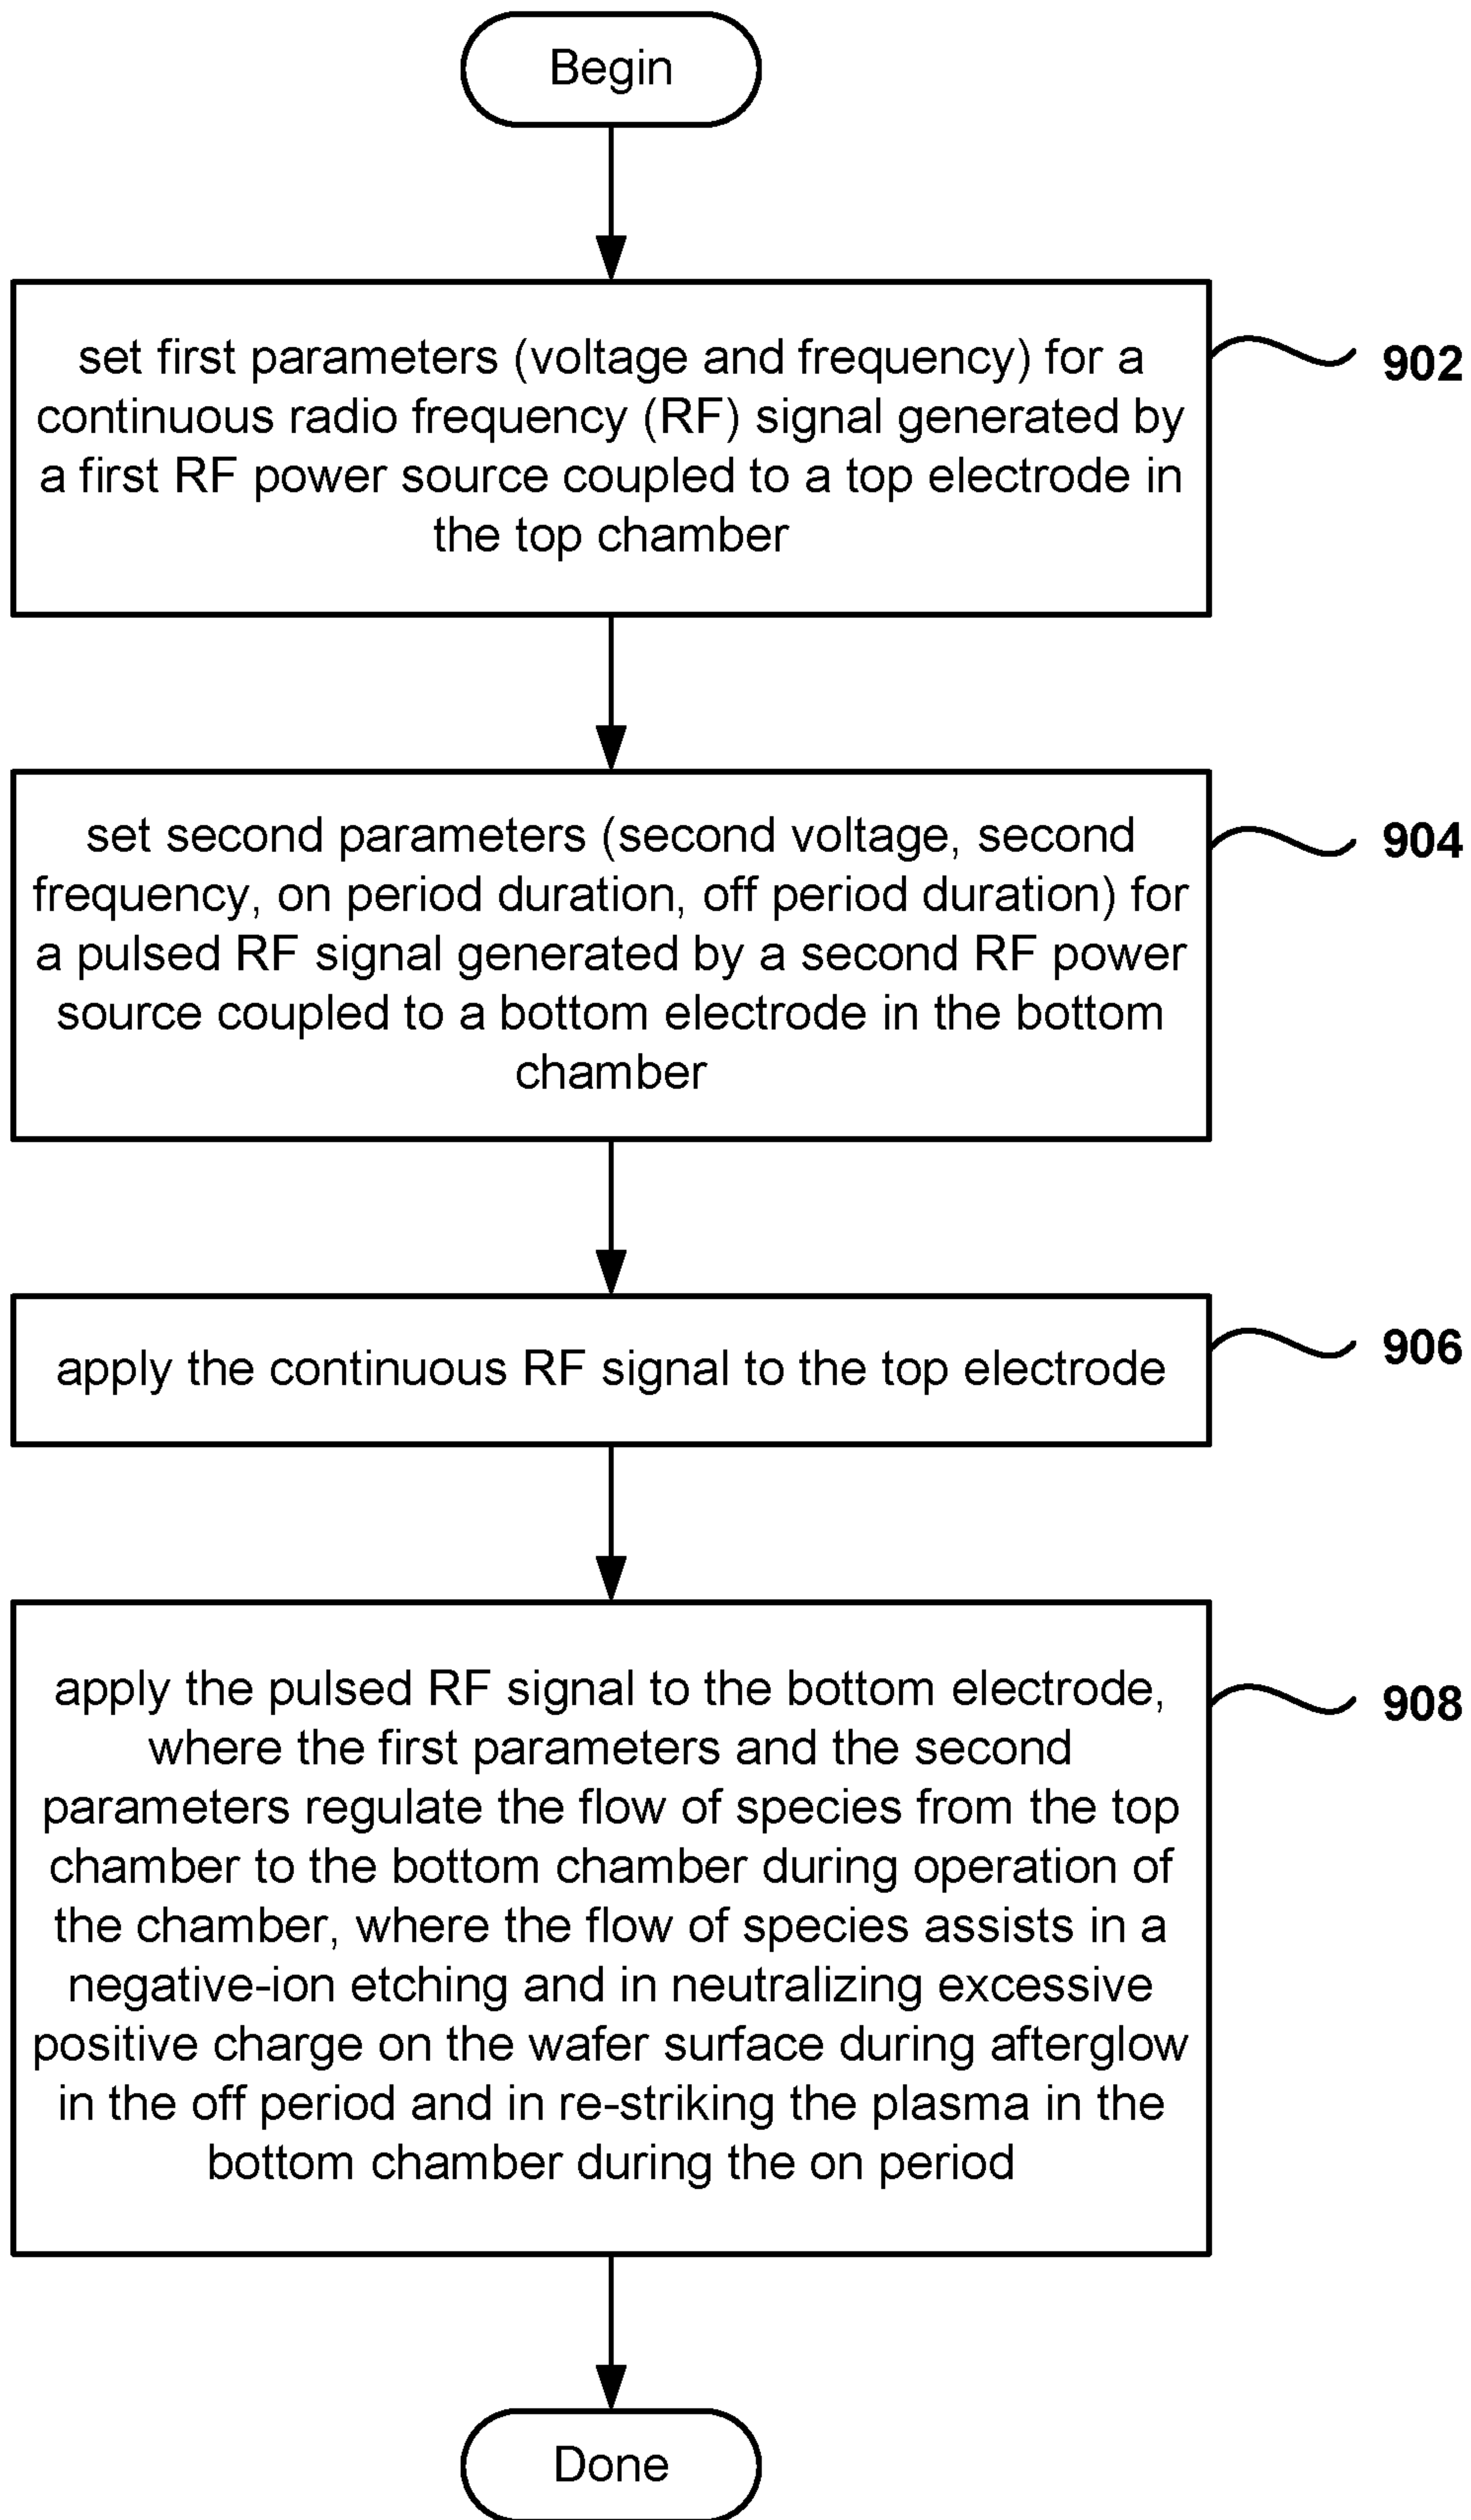 Begin
set first parameters (voltage and frequency) for a
continuous radio frequency (RF) signal generated by
a first RF power source coupled to a top electrode in
the top chamber
902
set second parameters (second voltage, second
frequency, on period duration, off period duration) for
a pulsed RF signal generated by a second RF power
source coupled to a bottom electrode in the bottom
chamber
904
apply the continuous RF signal to the top electrode
906
apply the pulsed RF signal to the bottom electrode,
where the first parameters and the second
parameters regulate the flow of species from the top
chamber to the bottom chamber during operation of
the chamber, where the flow of species assists in a
negative-ion etching and in neutralizing excessive
positive charge on the wafer surface during afterglow
in the off period and in re-striking the plasma in the
bottom chamber during the on period
908
Done